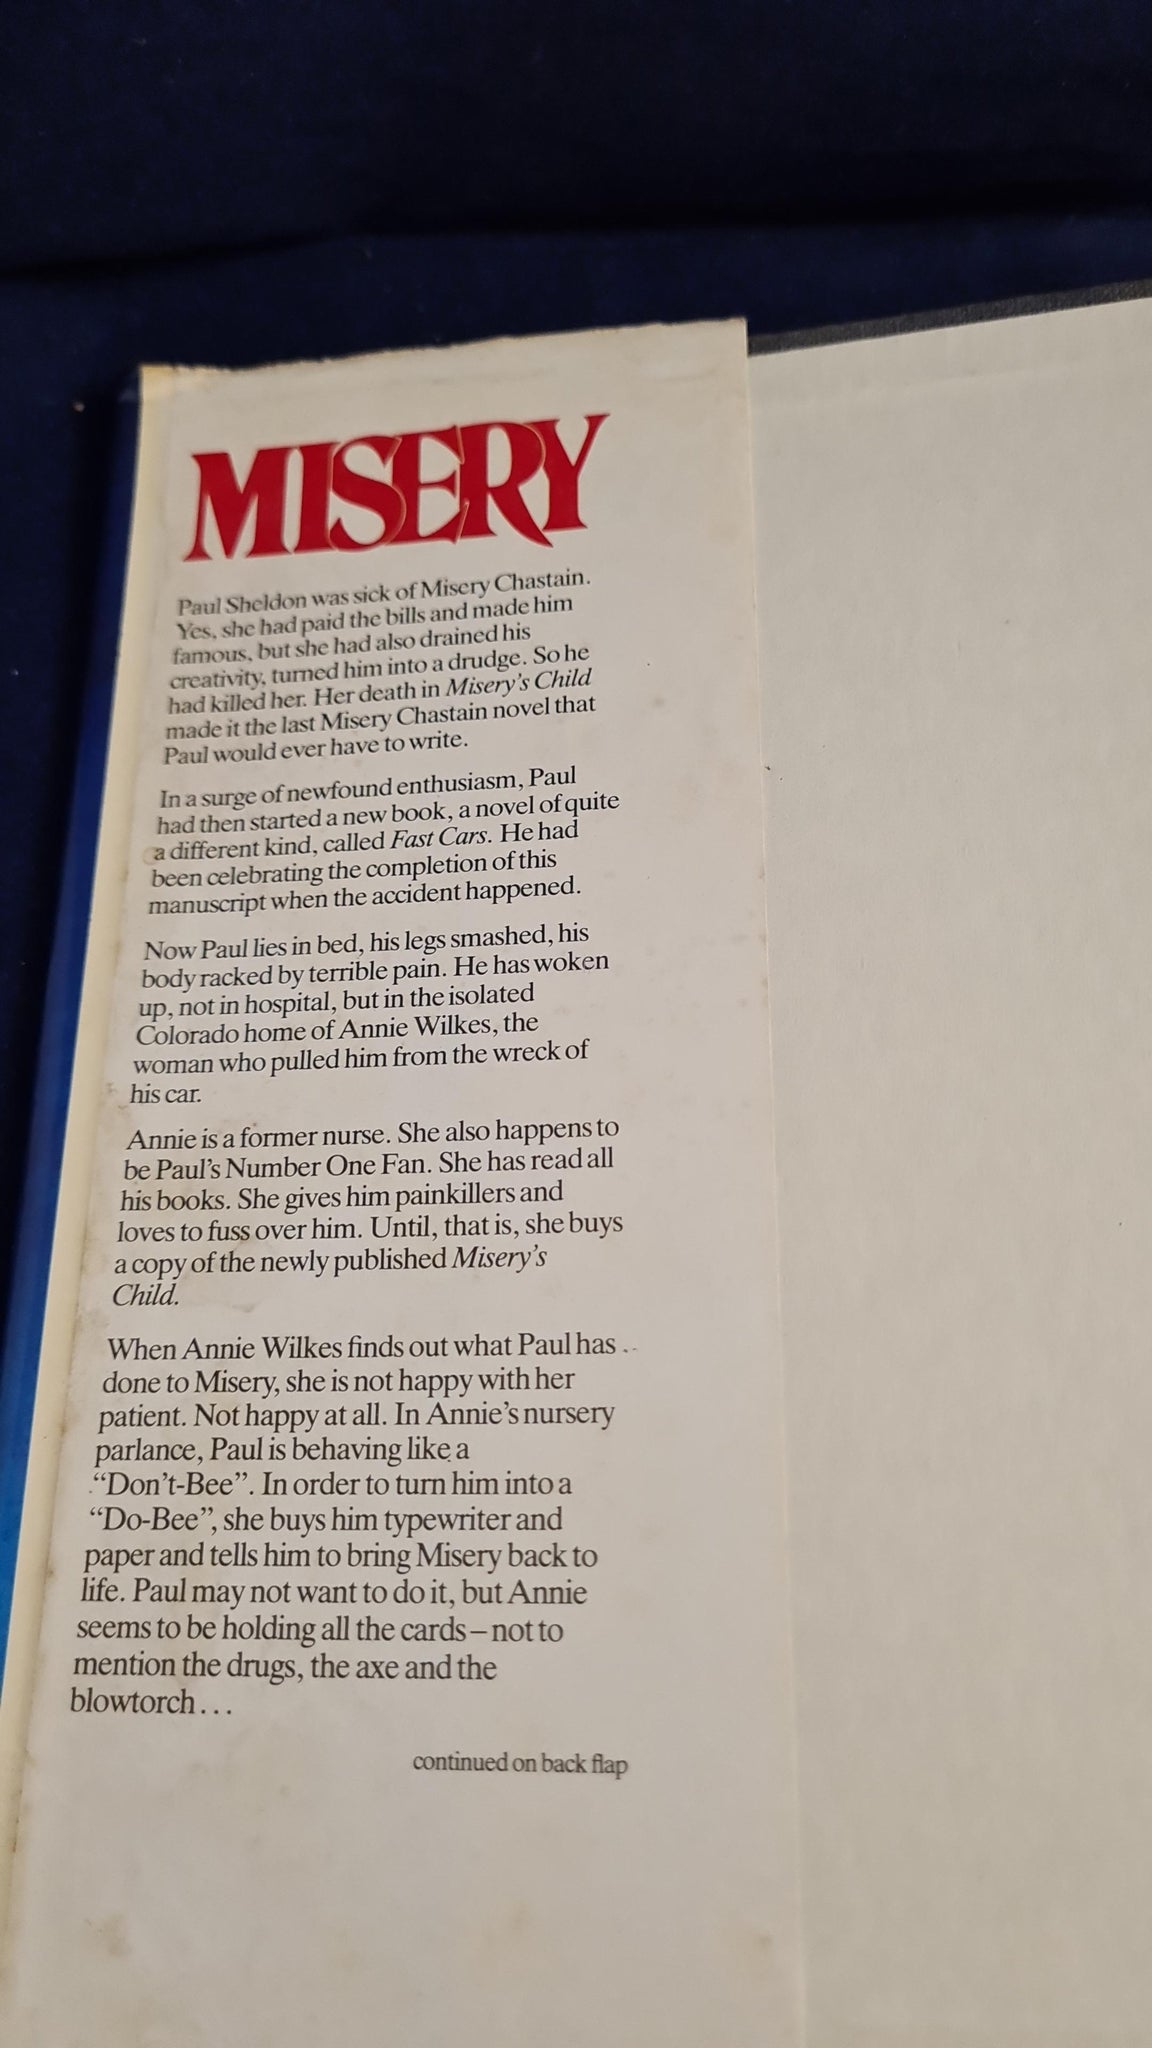 MISERY
Paul Sheldon was sick of Misery Chastain.
Yes, she had paid the bills and made him
famous, but she had also drained his
creativity, turned him into a drudge. So he
had killed her. Her death in Misery's Child
made it the last Misery Chastain novel that
Paul would ever have to write.
In a surge of newfound enthusiasm, Paul
had then started a new book, a novel of quite
a different kind, called Fast Cars. He had
been celebrating the completion of this
manuscript when the accident happened.
Now Paul lies in bed, his legs smashed, his
body racked by terrible pain. He has woken
up, not in hospital, but in the isolated
Colorado home of Annie Wilkes, the
woman who pulled him from the wreck of
his car.
Annie is a former nurse. She also happens to
be Paul's Number One Fan. She has read all
his books. She gives him painkillers and
loves to fuss over him. Until, that is, she buys
a copy of the newly published Misery's
Child.
When Annie Wilkes finds out what Paul has
done to Misery, she is not happy with her
patient. Not happy at all. In Annie's nursery
parlance, Paul is behaving like a
“Don't-Bee”. In order to turn him into a
“Do-Bee”, she buys him typewriter and
paper and tells him to bring Misery back to
life. Paul may not want to do it, but Annie
seems to be holding all the cards – not to
mention the drugs, the axe and the
blowtorch . . .
continued on back flap